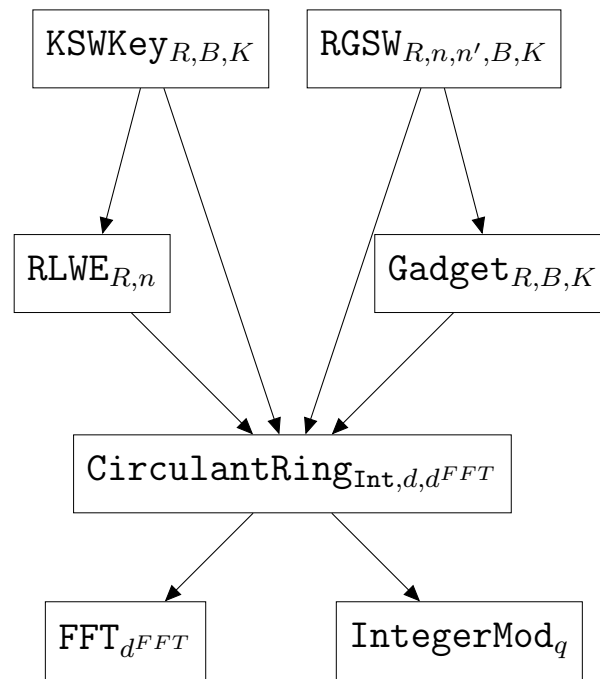 KSWKey_{R,B,K} RGSW_{R,n,n′,B,K}
RLWE_{R,n} Gadget_{R,B,K}
CirculantRing_{Int,d,d^{FFT}}
FFT_{d^{FFT}} IntegerMod_q